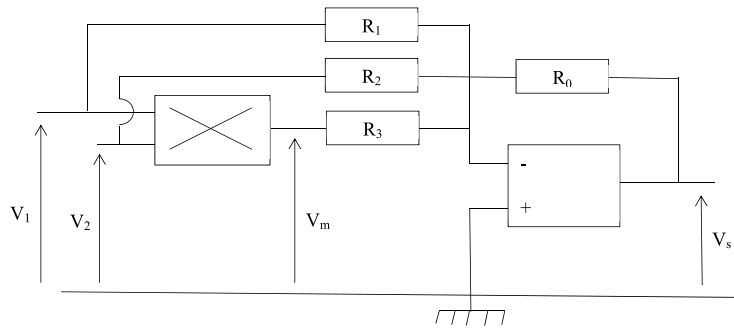 R₁
R₂
R₀
R₃
-
+
V₁
V₂
Vₘ
Vₛ